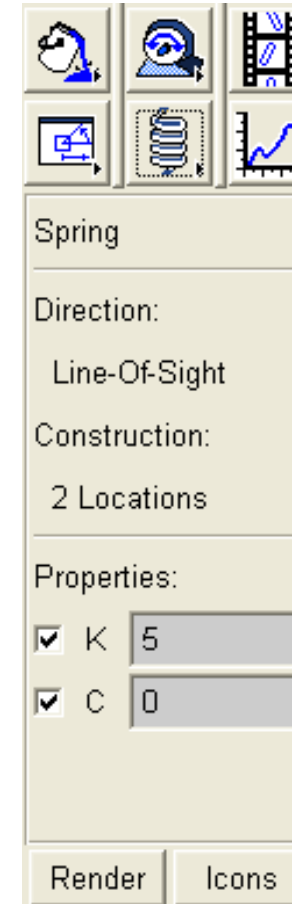 Spring
Direction:
Line-Of-Sight
Construction:
2 Locations
Properties:
K 5
C 0
Render Icons